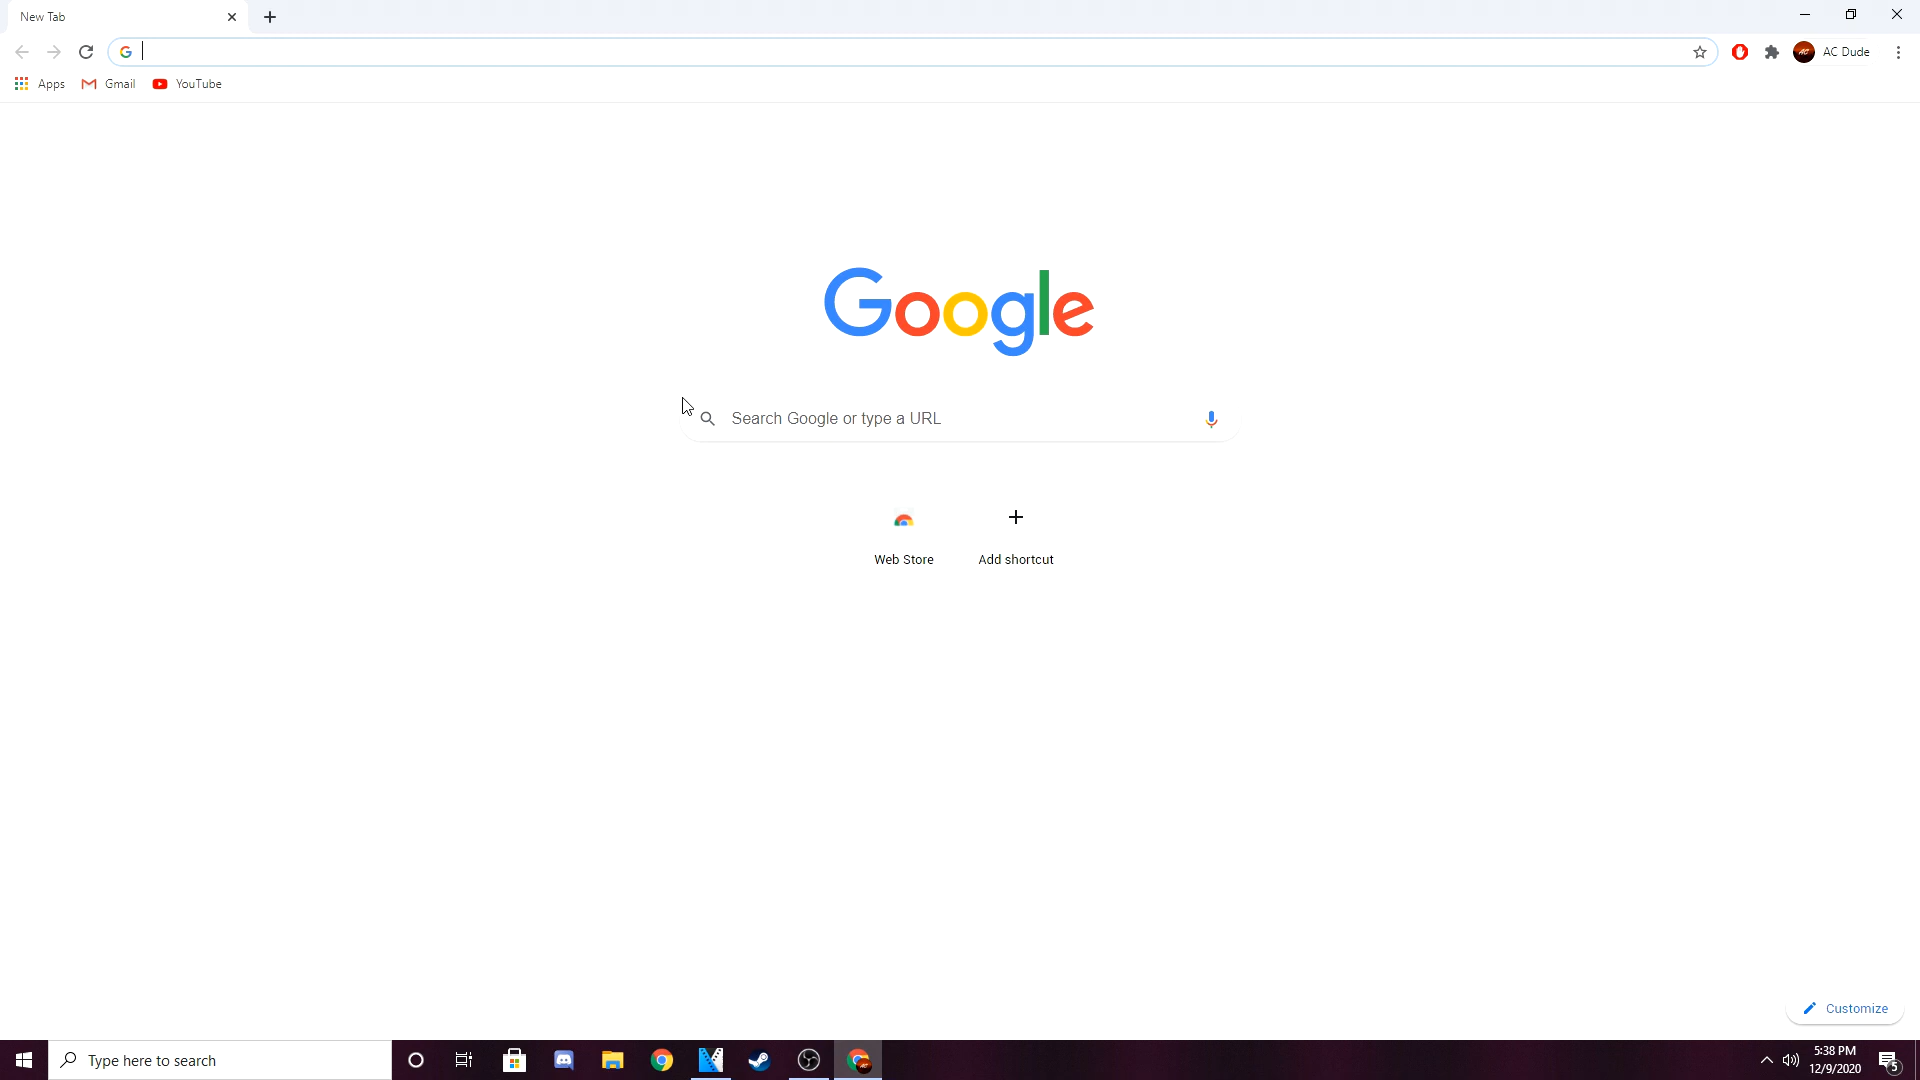 New Tab
AC Dude
Apps Gmail YouTube
Google
Search Google or type a URL
Web Store Add shortcut
Customize
Type here to search
5:38 PM
12/9/2020
5